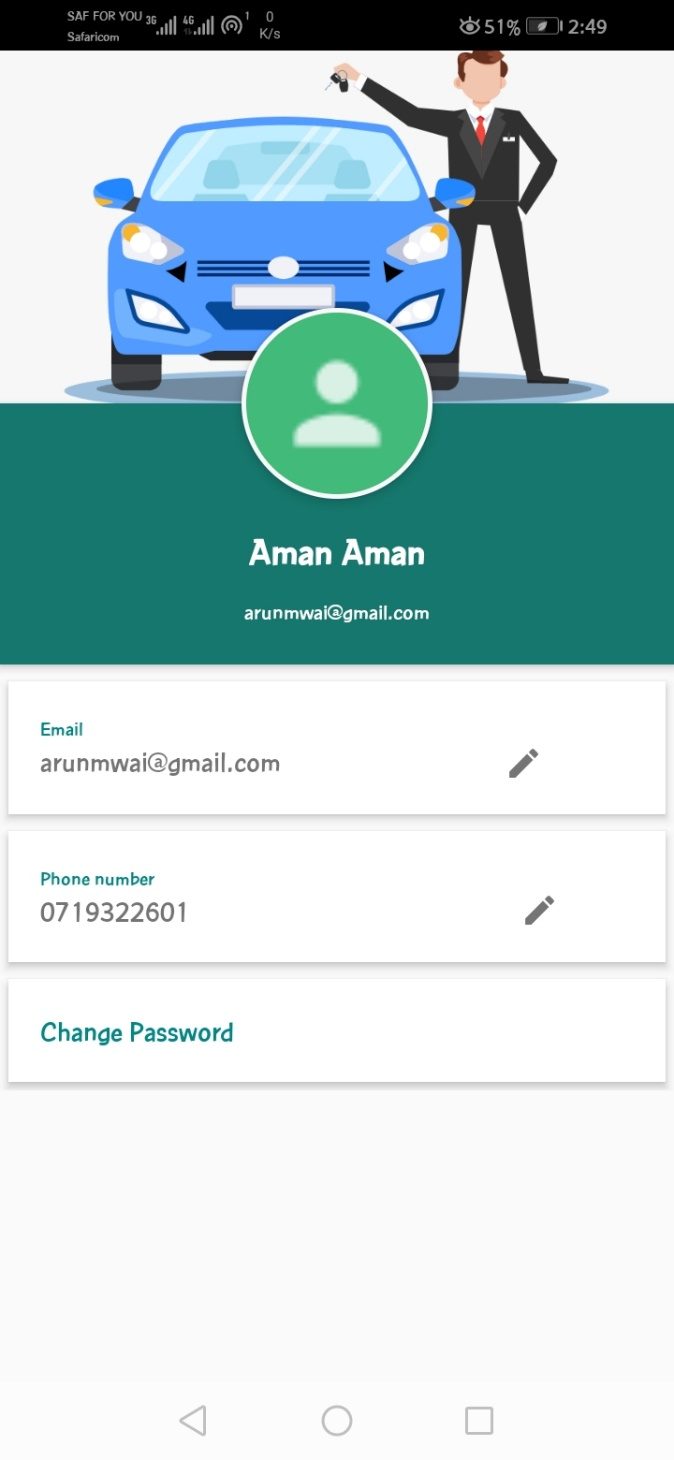 SAF FOR YOU 3G 4G 1 0 51% 2:49
Safaricom K/s
Aman Aman
arunmwai@gmail.com
Email
arunmwai@gmail.com
Phone number
0719322601
Change Password